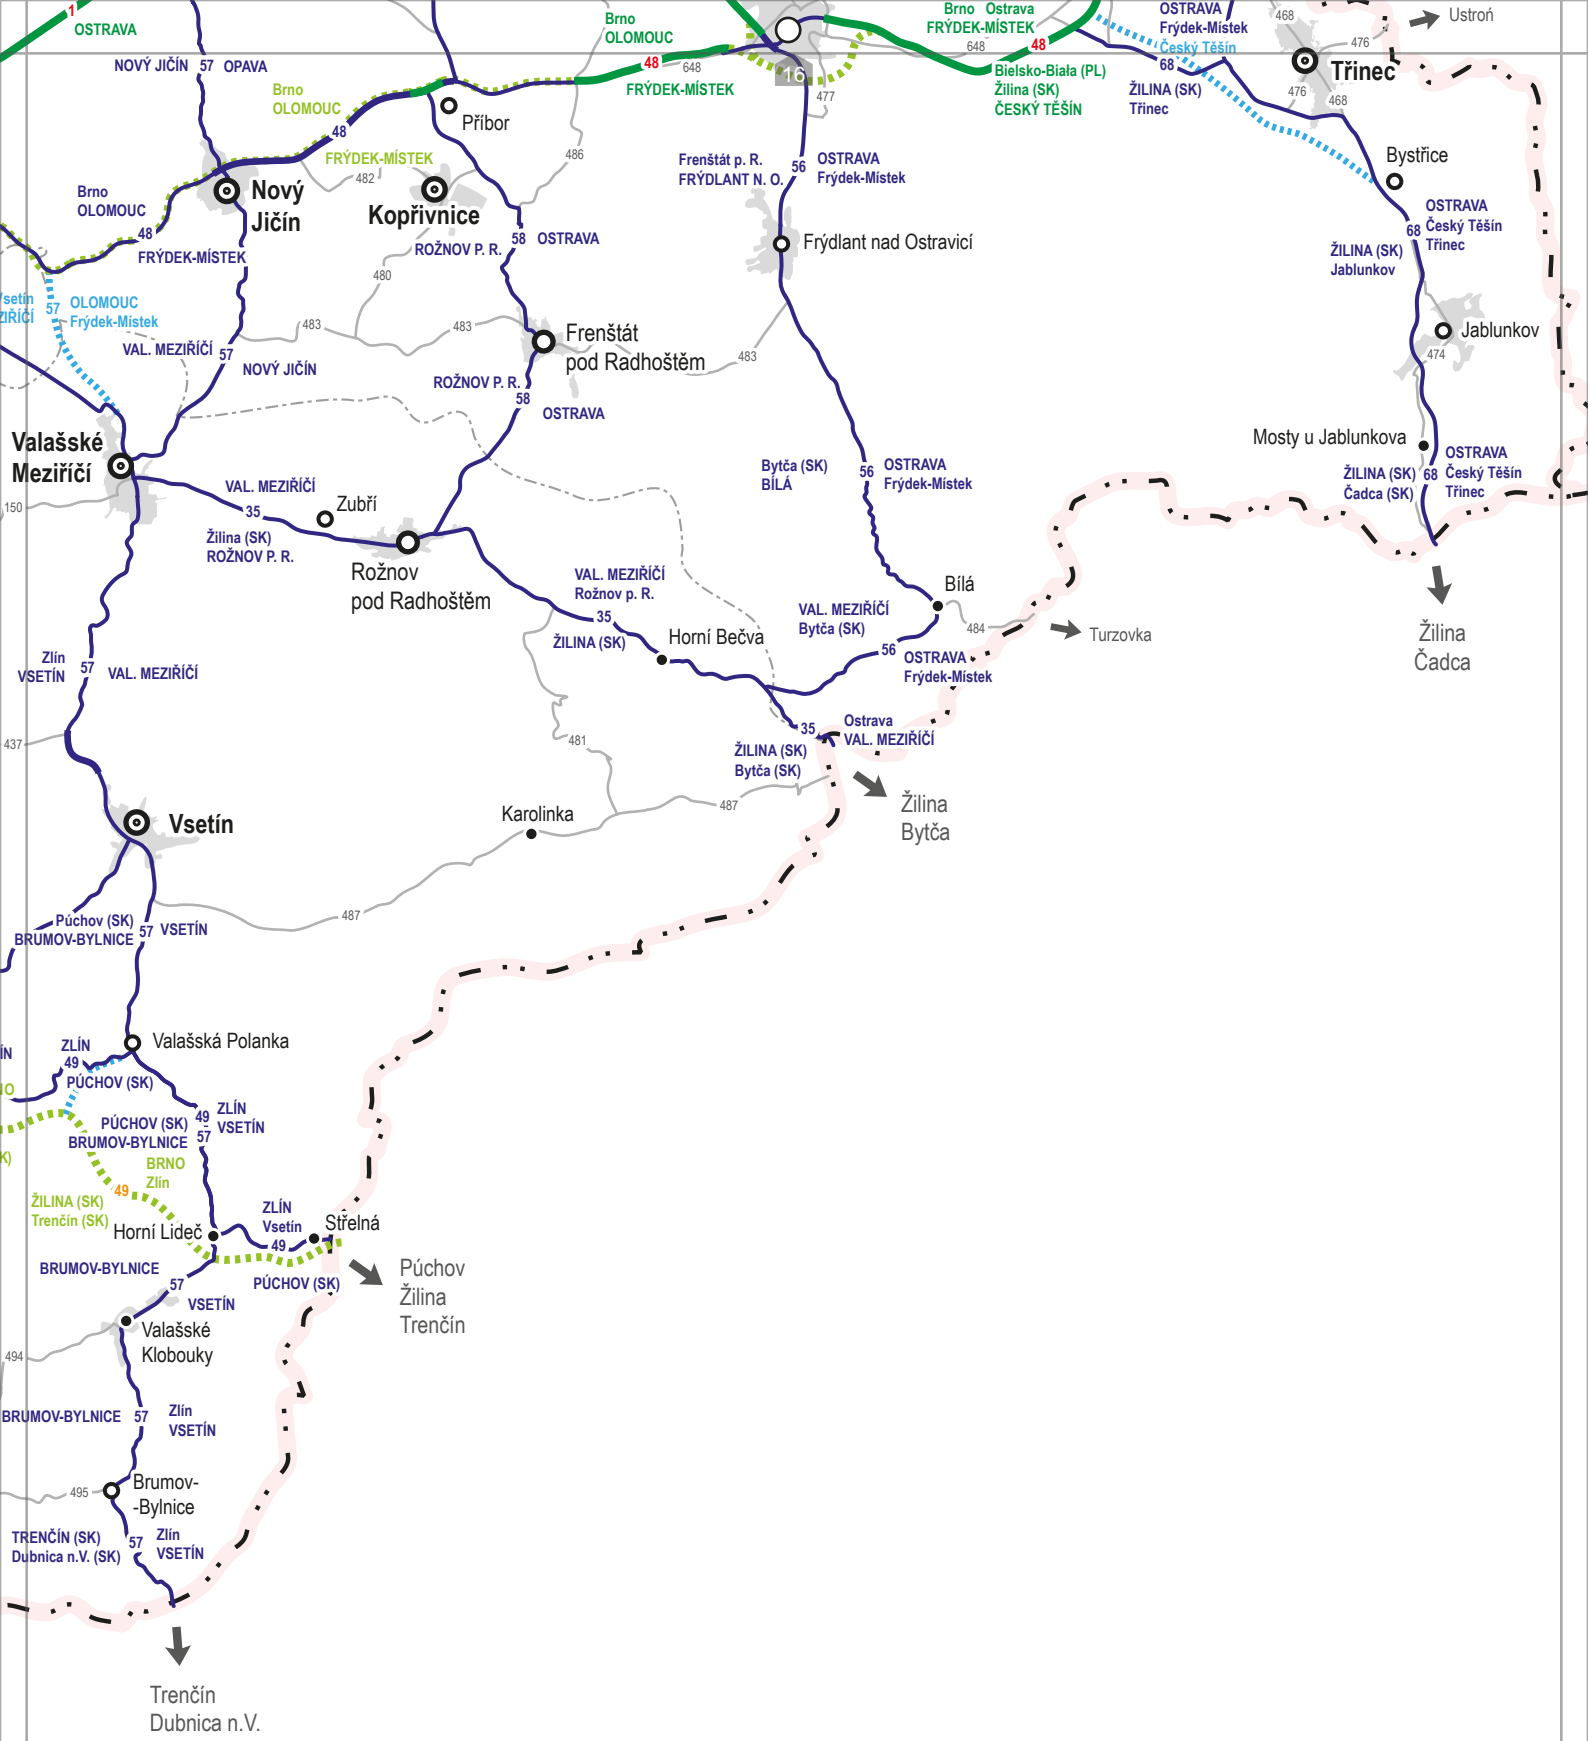 1
OSTRAVA
NOVÝ JIČÍN
57
OPAVA
Brno
OLOMOUC
48
648
FRÝDEK-MÍSTEK
16
477
Brno Ostrava
FRÝDEK-MÍSTEK
648
48
Bielsko-Biała (PL)
Žilina (SK)
ČESKÝ TĚŠÍN
OSTRAVA
Frýdek-Místek
Český Těšín
68
ŽILINA (SK)
Třinec
468
476
Třinec
476
468
Ustroń
Brno
OLOMOUC
48
Příbor
486
FRÝDEK-MÍSTEK
482
Nový
Jičín
Kopřivnice
Brno
OLOMOUC
48
FRÝDEK-MÍSTEK
ROŽNOV P. R.
58
OSTRAVA
480
Frenštát p. R.
FRÝDLANT N. O.
56
OSTRAVA
Frýdek-Místek
Frýdlant nad Ostravicí
Bystřice
OSTRAVA
Český Těšín
Třinec
68
ŽILINA (SK)
Jablunkov
Jablunkov
474
Vsetín
57
OLOMOUC
Frýdek-Místek
VAL. MEZIŘÍČÍ
57
NOVÝ JIČÍN
483
483
483
Frenštát
pod Radhoštěm
ROŽNOV P. R.
58
OSTRAVA
Valašské
Meziříčí
150
VAL. MEZIŘÍČÍ
35
Žilina (SK)
ROŽNOV P. R.
Zubří
Rožnov
pod Radhoštěm
Bytča (SK)
BÍLÁ
56
OSTRAVA
Frýdek-Místek
Mosty u Jablunkova
ŽILINA (SK)
Čadca (SK)
68
OSTRAVA
Český Těšín
Třinec
Žilina
Čadca
VAL. MEZIŘÍČÍ
Rožnov p. R.
35
ŽILINA (SK)
Horní Bečva
VAL. MEZIŘÍČÍ
Bytča (SK)
Bílá
484
Turzovka
56
OSTRAVA
Frýdek-Místek
Zlín
VSETÍN
57
VAL. MEZIŘÍČÍ
437
481
35
Ostrava
VAL. MEZIŘÍČÍ
ŽILINA (SK)
Bytča (SK)
Žilina
Bytča
487
Karolinka
Vsetín
487
Púchov (SK)
BRUMOV-BYLNICE
57
VSETÍN
Valašská Polanka
ZLÍN
49
PÚCHOV (SK)
PÚCHOV (SK)
BRUMOV-BYLNICE
49
57
ZLÍN
VSETÍN
BRNO
Zlín
49
ŽILINA (SK)
Trenčín (SK)
Horní Lideč
ZLÍN
Vsetín
49
Střelná
PÚCHOV (SK)
Púchov
Žilina
Trenčín
BRUMOV-BYLNICE
57
VSETÍN
Valašské
Klobouky
494
BRUMOV-BYLNICE
57
Zlín
VSETÍN
495
Brumov-
-Bylnice
TRENČÍN (SK)
Dubnica n.V. (SK)
57
Zlín
VSETÍN
Trenčín
Dubnica n.V.